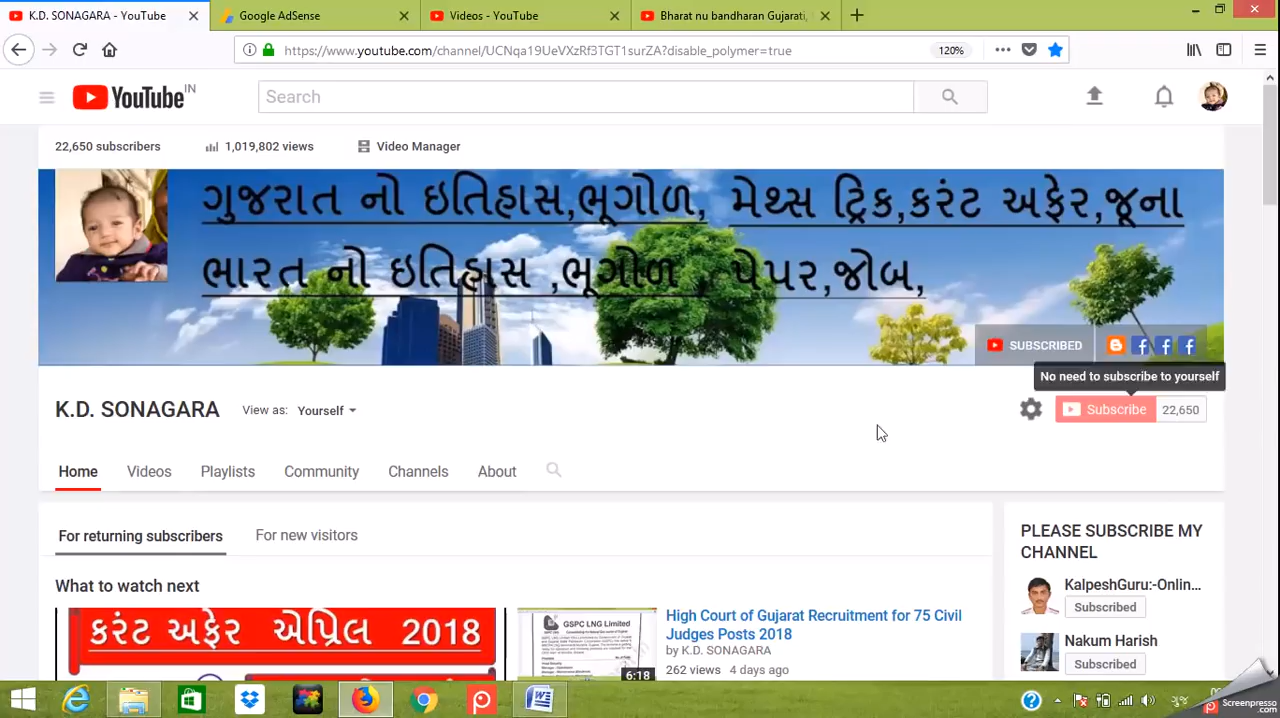 K.D. SONAGARA - YouTube
Google AdSense
Videos - YouTube
Bharat nu bandharan Gujarati,
https://www.youtube.com/channel/UCNqa19UeVXzRf3TGT1surZA?disable_polymer=true
120%
YouTube IN
Search
22,650 subscribers
1,019,802 views
Video Manager
ગુજરાત નો ઇતિહાસ,ભૂગોળ, મેથ્સ ટ્રિક,કરંટ અફેર,જૂના
ભારત નો ઇતિહાસ ,ભૂગોળ , પેપર,જોબ,
SUBSCRIBED
No need to subscribe to yourself
K.D. SONAGARA
View as: Yourself
Subscribe 22,650
Home
Videos
Playlists
Community
Channels
About
For returning subscribers
For new visitors
What to watch next
કરંટ અફેર એપ્રિલ 2018
GSPC LNG Limited
6:18
High Court of Gujarat Recruitment for 75 Civil
Judges Posts 2018
by K.D. SONAGARA
262 views - 4 days ago
PLEASE SUBSCRIBE MY
CHANNEL
KalpeshGuru:-Onlin...
Subscribed
Nakum Harish
Subscribed
Screenpresso
.com